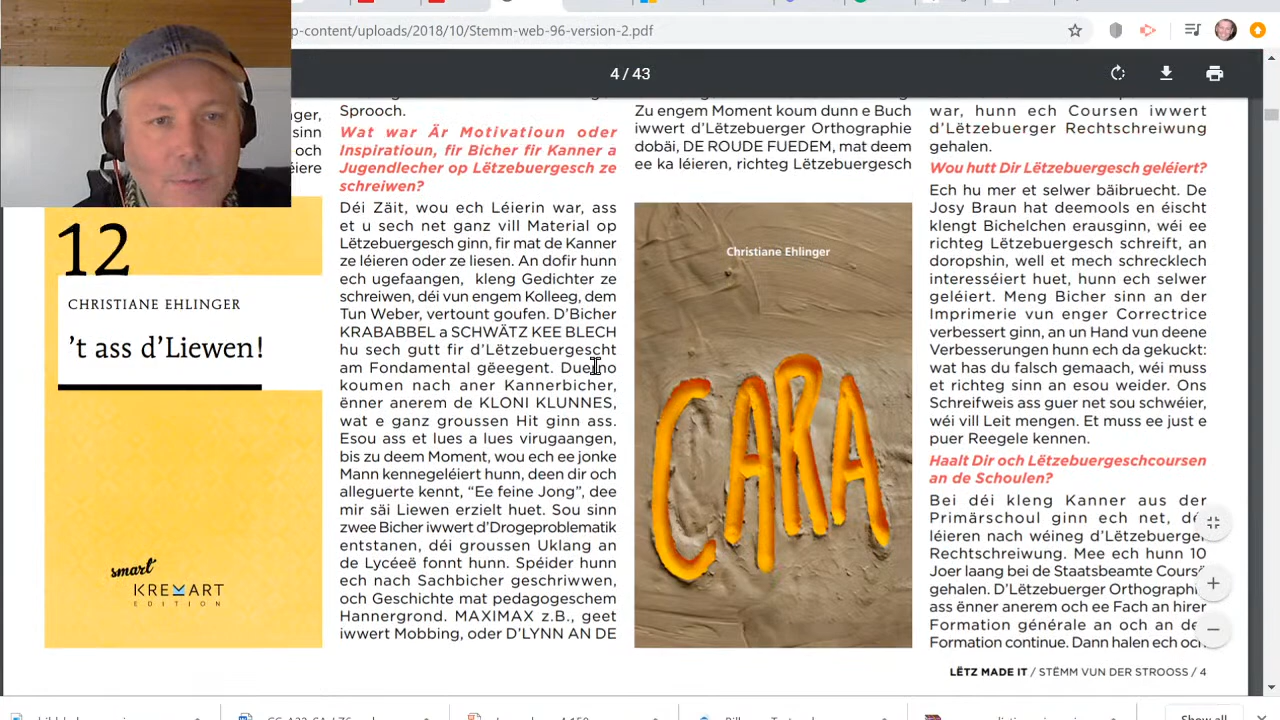 p-content/uploads/2018/10/Stemm-web-96-version-2.pdf
4 / 43
nger,
sinn
och
iere
12
CHRISTIANE EHLINGER
't ass d'Liewen!
smart
KREMART
EDITION
Sprooch.
Wat war Är Motivatioun oder
Inspiratioun, fir Bicher fir Kanner a
Jugendlecher op Lëtzebuergesch ze
schreiwen?
Déi Zäit, wou ech Léierin war, ass
et u sech net ganz vill Material op
Lëtzebuergesch ginn, fir mat de Kanner
ze léieren oder ze liesen. An dofir hunn
ech ugefaangen, kleng Gedichter ze
schreiwen, déi vun engem Kolleeg, dem
Tun Weber, vertount goufen. D'Bicher
KRABABBEL a SCHWÄTZ KEE BLECH
hu sech gutt fir d'Lëtzebuergescht
am Fondamental gëeegent. Duerno
koumen nach aner Kannerbicher,
ënner anerem de KLONI KLUNNES,
wat e ganz groussen Hit ginn ass.
Esou ass et lues a lues virugaangen,
bis zu deem Moment, wou ech ee jonke
Mann kennegeléiert hunn, deen dir och
alleguerte kennt, "Ee feine Jong", dee
mir säi Liewen erzielt huet. Sou sinn
zwee Bicher iwwert d'Drogeproblematik
entstanen, déi groussen Uklang an
de Lycéeë fonnt hunn. Spéider hunn
ech nach Sachbicher geschriwwen,
och Geschichte mat pedagogeschem
Hannergrond. MAXIMAX z.B., geet
iwwert Mobbing, oder D'LYNN AN DE
Zu engem Moment koum dunn e Buch
iwwert d'Lëtzebuerger Orthographie
dobäi, DE ROUDE FUEDEM, mat deem
ee ka léieren, richteg Lëtzebuergesch
Christiane Ehlinger
CARA
war, hunn ech Coursen iwwert
d'Lëtzebuerger Rechtschreiwung
gehalen.
Wou hutt Dir Lëtzebuergesch geléiert?
Ech hu mer et selwer bäibruecht. De
Josy Braun hat deemools en éischt
klengt Bichelchen erausginn, wéi ee
richteg Lëtzebuergesch schreift, an
doropshin, well et mech schrecklech
interesséiert huet, hunn ech selwer
geléiert. Meng Bicher sinn an der
Imprimerie vun enger Correctrice
verbessert ginn, an un Hand vun deene
Verbesserungen hunn ech da gekuckt:
wat has du falsch gemaach, wéi muss
et richteg sinn an esou weider. Ons
Schreifweis ass guer net sou schwéier,
wéi vill Leit mengen. Et muss ee just e
puer Reegele kennen.
Haalt Dir och Lëtzebuergeschcoursen
an de Schoulen?
Bei déi kleng Kanner aus der
Primärschoul ginn ech net, déi
léieren nach wéineg d'Lëtzebuerger
Rechtschreiwung. Mee ech hunn 10
Joer laang bei de Staatsbeamte Coursë
gehalen. D'Lëtzebuerger Orthographie
ass ënner anerem och ee Fach an hirer
Formation générale an och an der
Formation continue. Dann halen ech och
LËTZ MADE IT / STËMM VUN DER STROOSS / 4
Show all